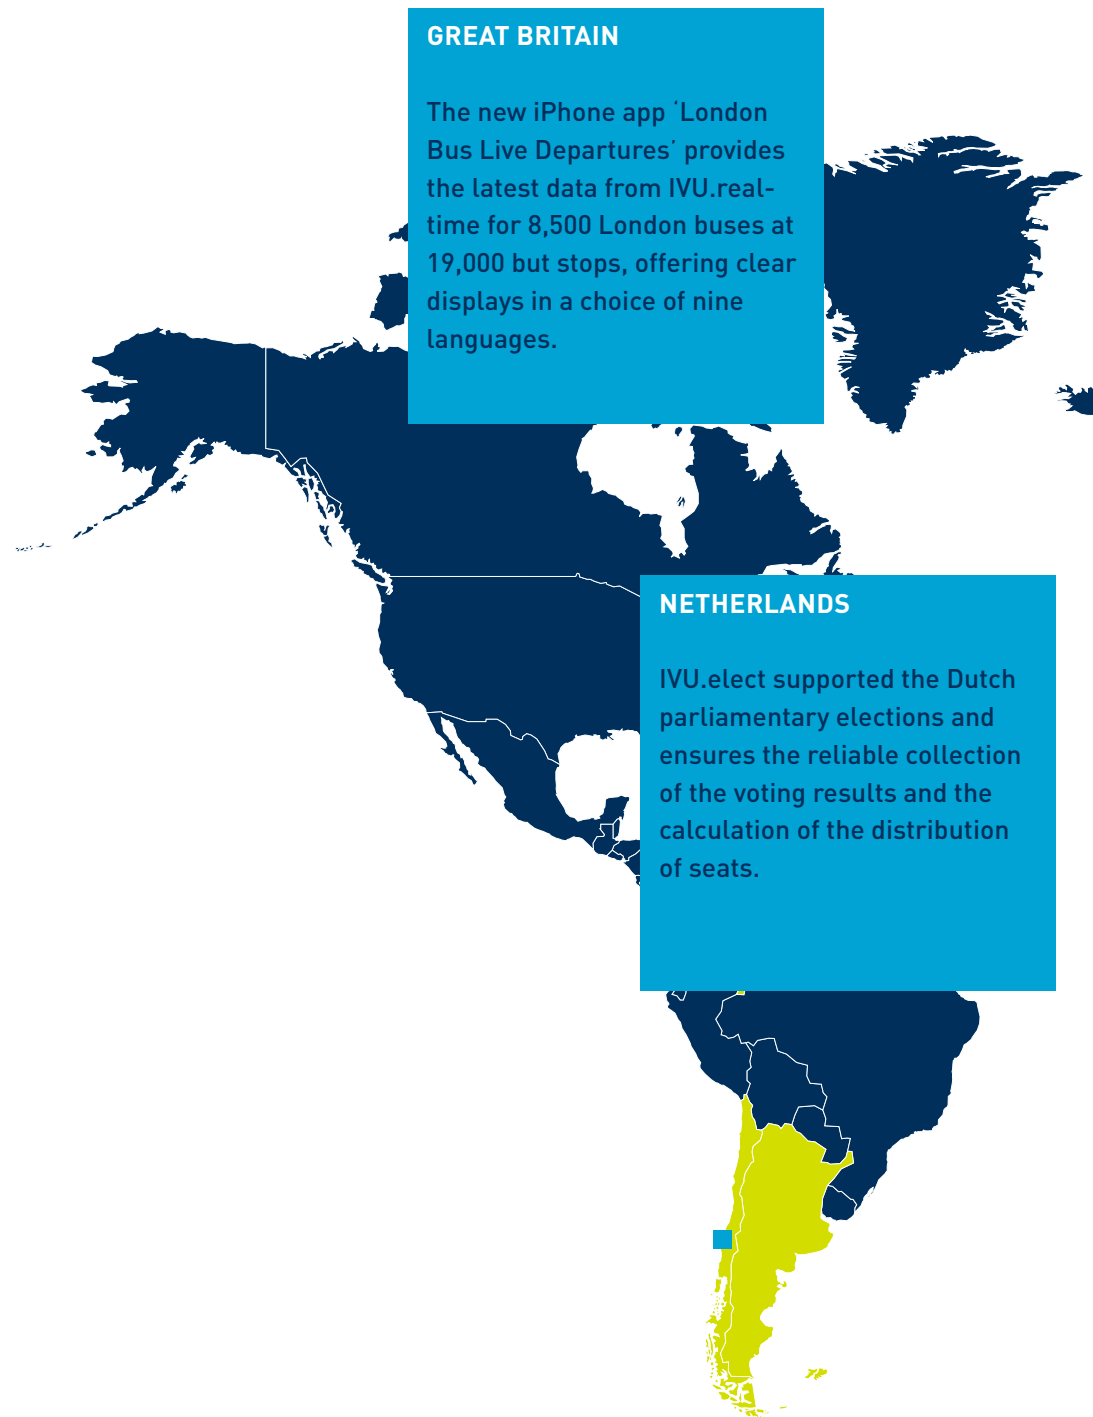 GREAT BRITAIN
The new iPhone app ‘London
Bus Live Departures’ provides
the latest data from IVU.real-
time for 8,500 London buses at
19,000 but stops, offering clear
displays in a choice of nine
languages.
NETHERLANDS
IVU.elect supported the Dutch
parliamentary elections and
ensures the reliable collection
of the voting results and the
calculation of the distribution
of seats.